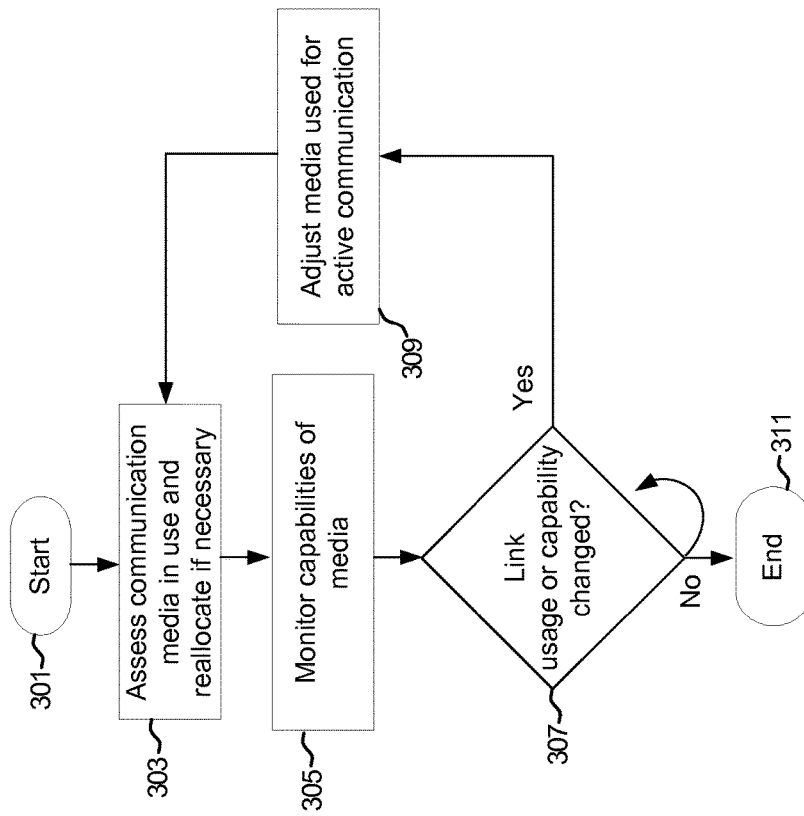 301
Start
303
Assess communication
media in use and
reallocate if necessary
305
Monitor capabilities of
media
307
Link
usage or capability
changed?
Yes
309
Adjust media used for
active communication
No
311
End